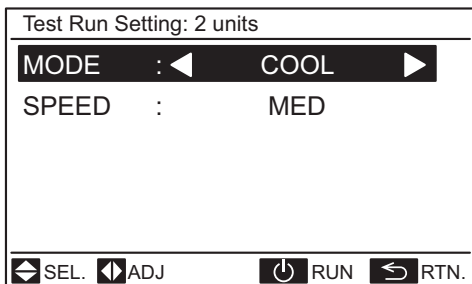 Test Run Setting: 2 units
MODE : COOL
SPEED : MED
SEL. ADJ RUN RTN.